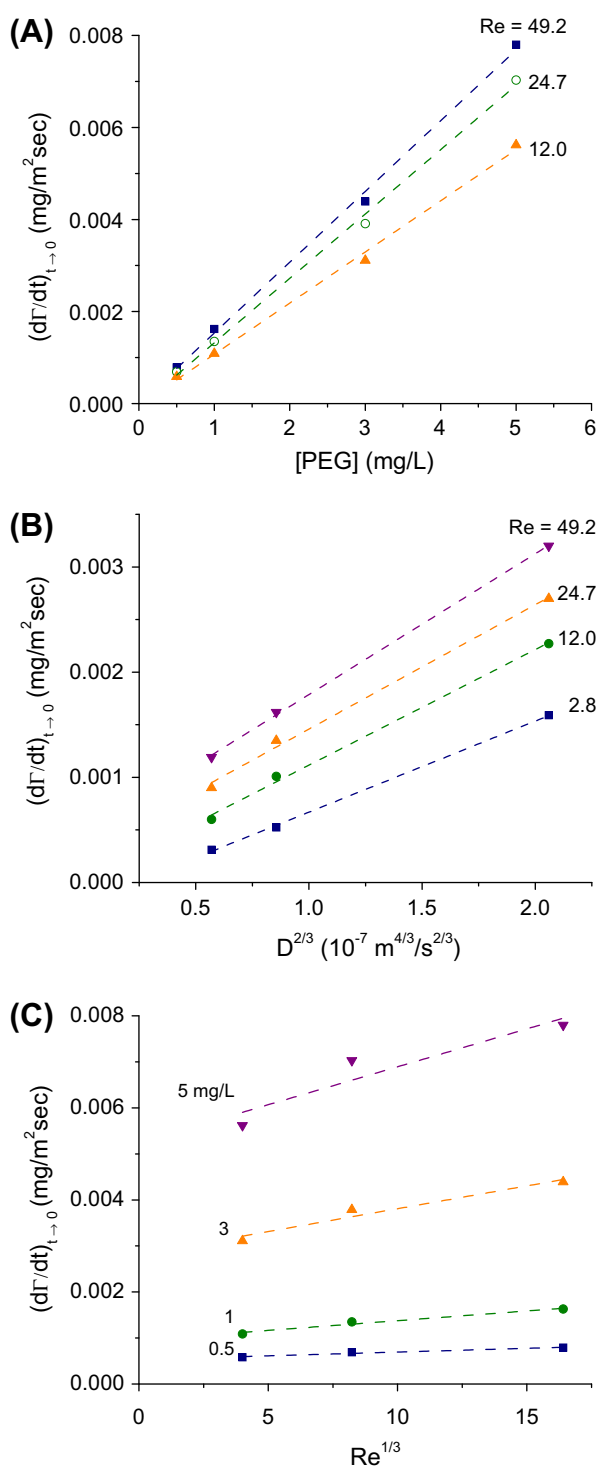 (A)
0.008
0.006
0.004
0.002
0.000
(dΓ/dt)t→0 (mg/m²sec)
Re = 49.2
24.7
12.0
0 1 2 3 4 5 6
[PEG] (mg/L)
(B)
0.003
0.002
0.001
0.000
(dΓ/dt)t→0 (mg/m²sec)
Re = 49.2
24.7
12.0
2.8
0.5 1.0 1.5 2.0
D^2/3 (10^-7 m^4/3/s^2/3)
(C)
0.008
0.006
0.004
0.002
0.000
(dΓ/dt)t→0 (mg/m²sec)
5 mg/L
3
1
0.5
0 5 10 15
Re^1/3